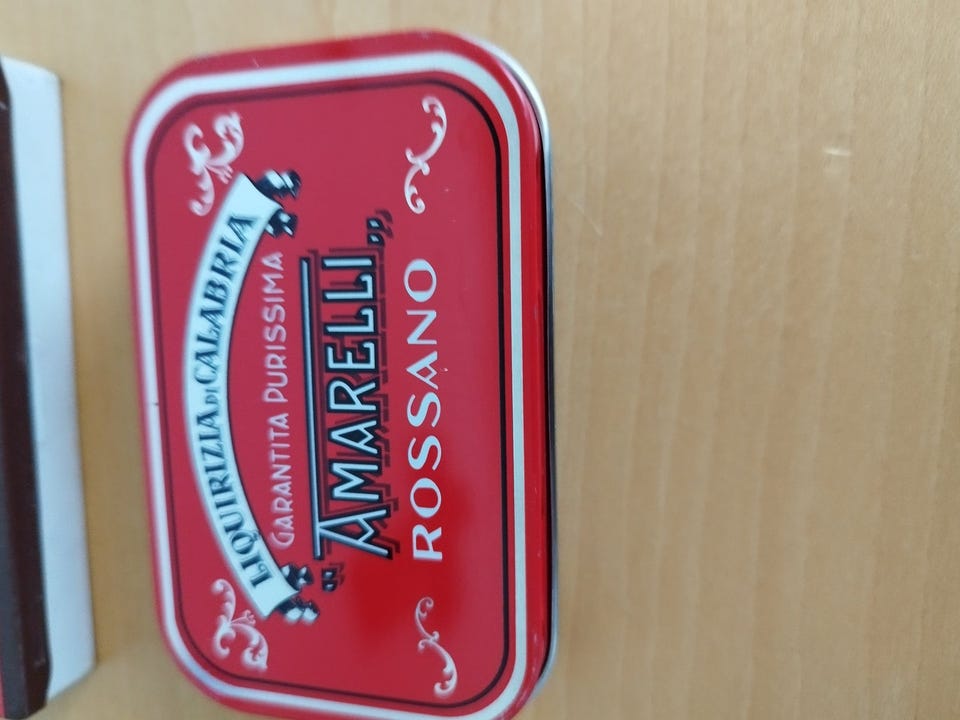 LIQUIRIZIA DI CALABRIA
GARANTITA PURISSIMA
"AMARELLI"
ROSSANO